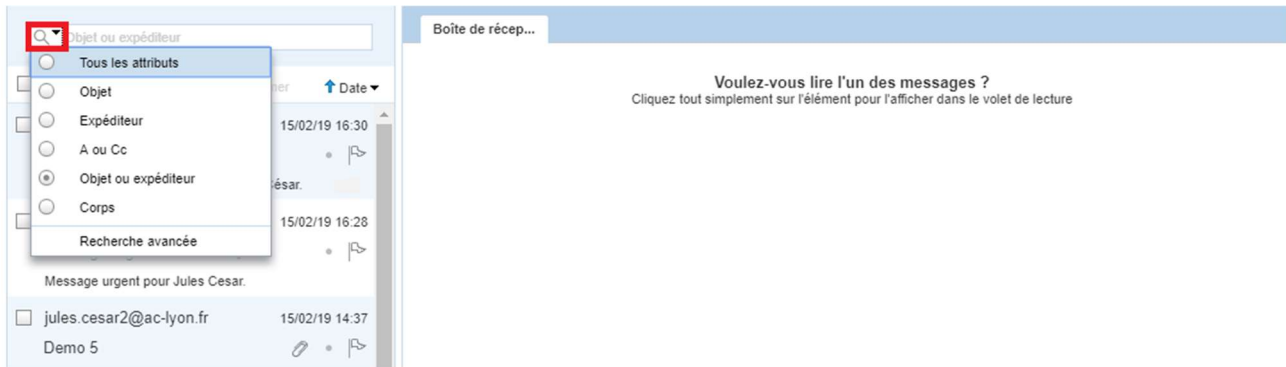 Boîte de récep...
Objet ou expéditeur
Tous les attributs
Objet
Expéditeur
A ou Cc
Objet ou expéditeur
Corps
Recherche avancée
Date
15/02/19 16:30
ésar.
15/02/19 16:28
Message urgent pour Jules Cesar.
jules.cesar2@ac-lyon.fr 15/02/19 14:37
Demo 5
Voulez-vous lire l'un des messages ?
Cliquez tout simplement sur l'élément pour l'afficher dans le volet de lecture